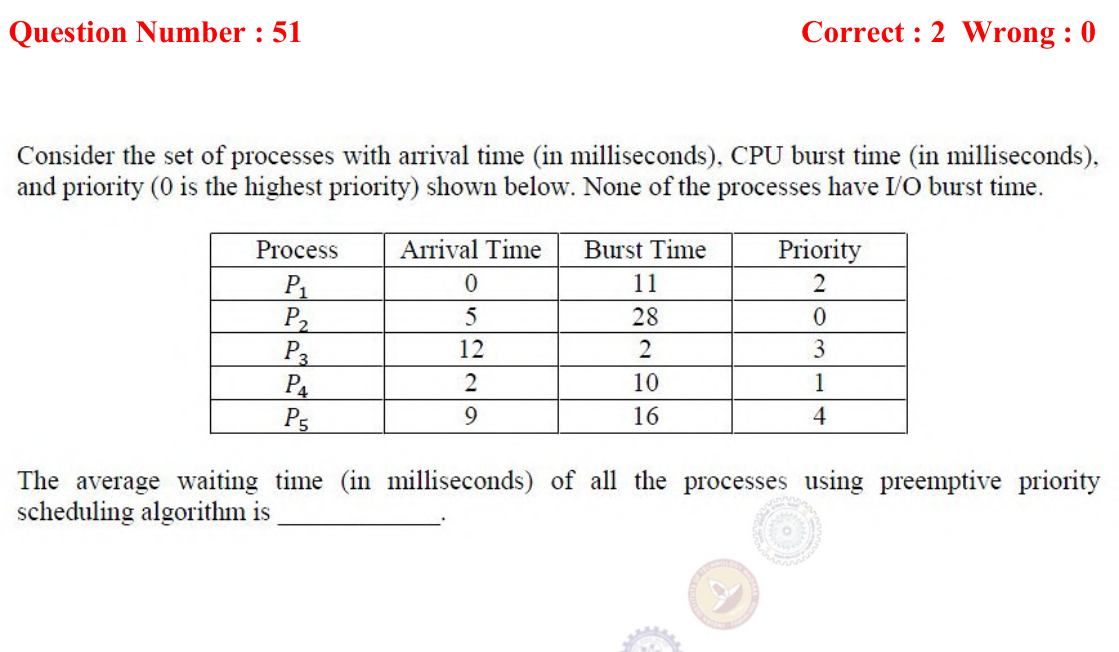 Question Number : 51 Correct : 2 Wrong : 0
Consider the set of processes with arrival time (in milliseconds), CPU burst time (in milliseconds),
and priority (0 is the highest priority) shown below. None of the processes have I/O burst time.
Process Arrival Time Burst Time Priority
P1 0 11 2
P2 5 28 0
P3 12 2 3
P4 2 10 1
P5 9 16 4
The average waiting time (in milliseconds) of all the processes using preemptive priority
scheduling algorithm is ____________.